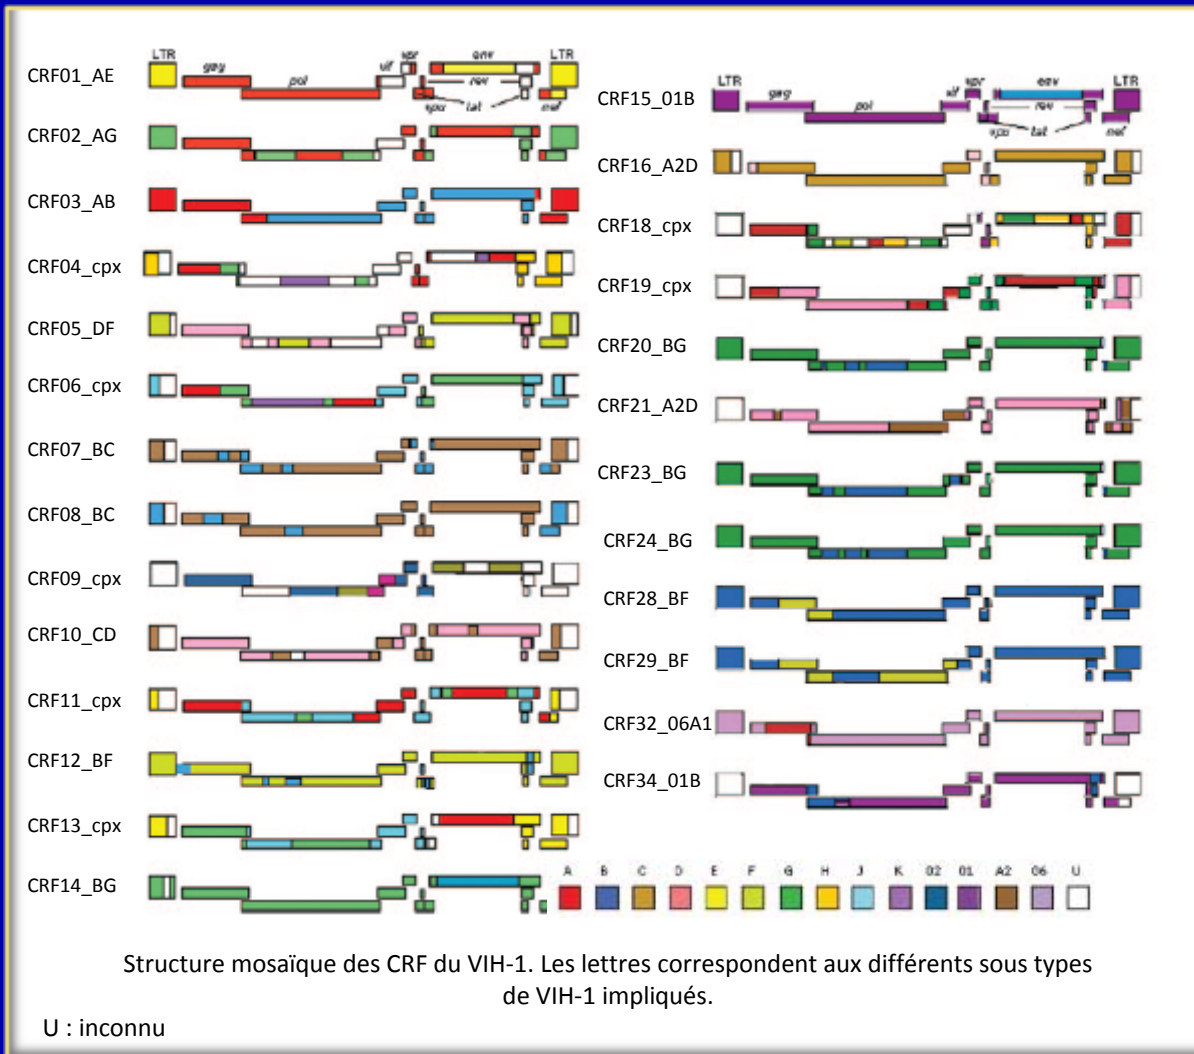 LTR gag pol vif vpr env LTR
CRF01_AE
rev
vpu tat nef
CRF02_AG
CRF03_AB
CRF04_cpx
CRF05_DF
CRF06_cpx
CRF07_BC
CRF08_BC
CRF09_cpx
CRF10_CD
CRF11_cpx
CRF12_BF
CRF13_cpx
CRF14_BG
LTR gag pol vif vpr env LTR
CRF15_01B
rev
vpu tat nef
CRF16_A2D
CRF18_cpx
CRF19_cpx
CRF20_BG
CRF21_A2D
CRF23_BG
CRF24_BG
CRF28_BF
CRF29_BF
CRF32_06A1
CRF34_01B
A B C D E F G H J K 02 01 A2 06 U
Structure mosaïque des CRF du VIH-1. Les lettres correspondent aux différents sous types
de VIH-1 impliqués.
U : inconnu